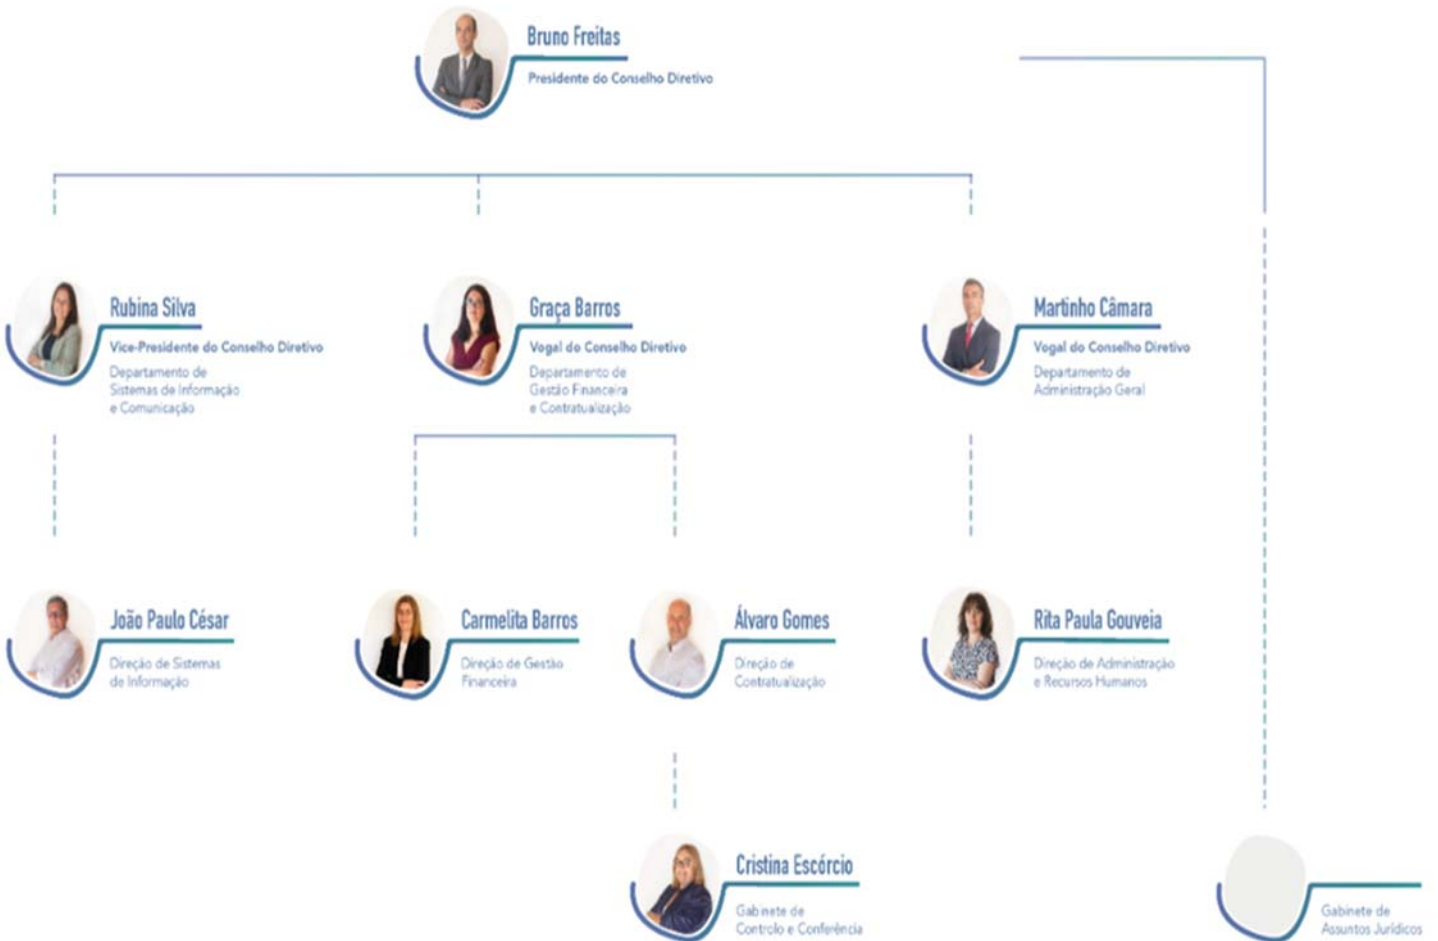 Bruno Freitas
Presidente do Conselho Diretivo
Rubina Silva
Vice-Presidente do Conselho Diretivo
Departamento de
Sistemas de Informação
e Comunicação
Graça Barros
Vogal do Conselho Diretivo
Departamento de
Gestão Financeira
e Contratualização
Martinho Câmara
Vogal do Conselho Diretivo
Departamento de
Administração Geral
João Paulo César
Direção de Sistemas
de Informação
Carmelita Barros
Direção de Gestão
Financeira
Álvaro Gomes
Direção de
Contratualização
Rita Paula Gouveia
Direção de Administração
e Recursos Humanos
Cristina Escórcio
Gabinete de
Controlo e Conferência
Gabinete de
Assuntos Jurídicos